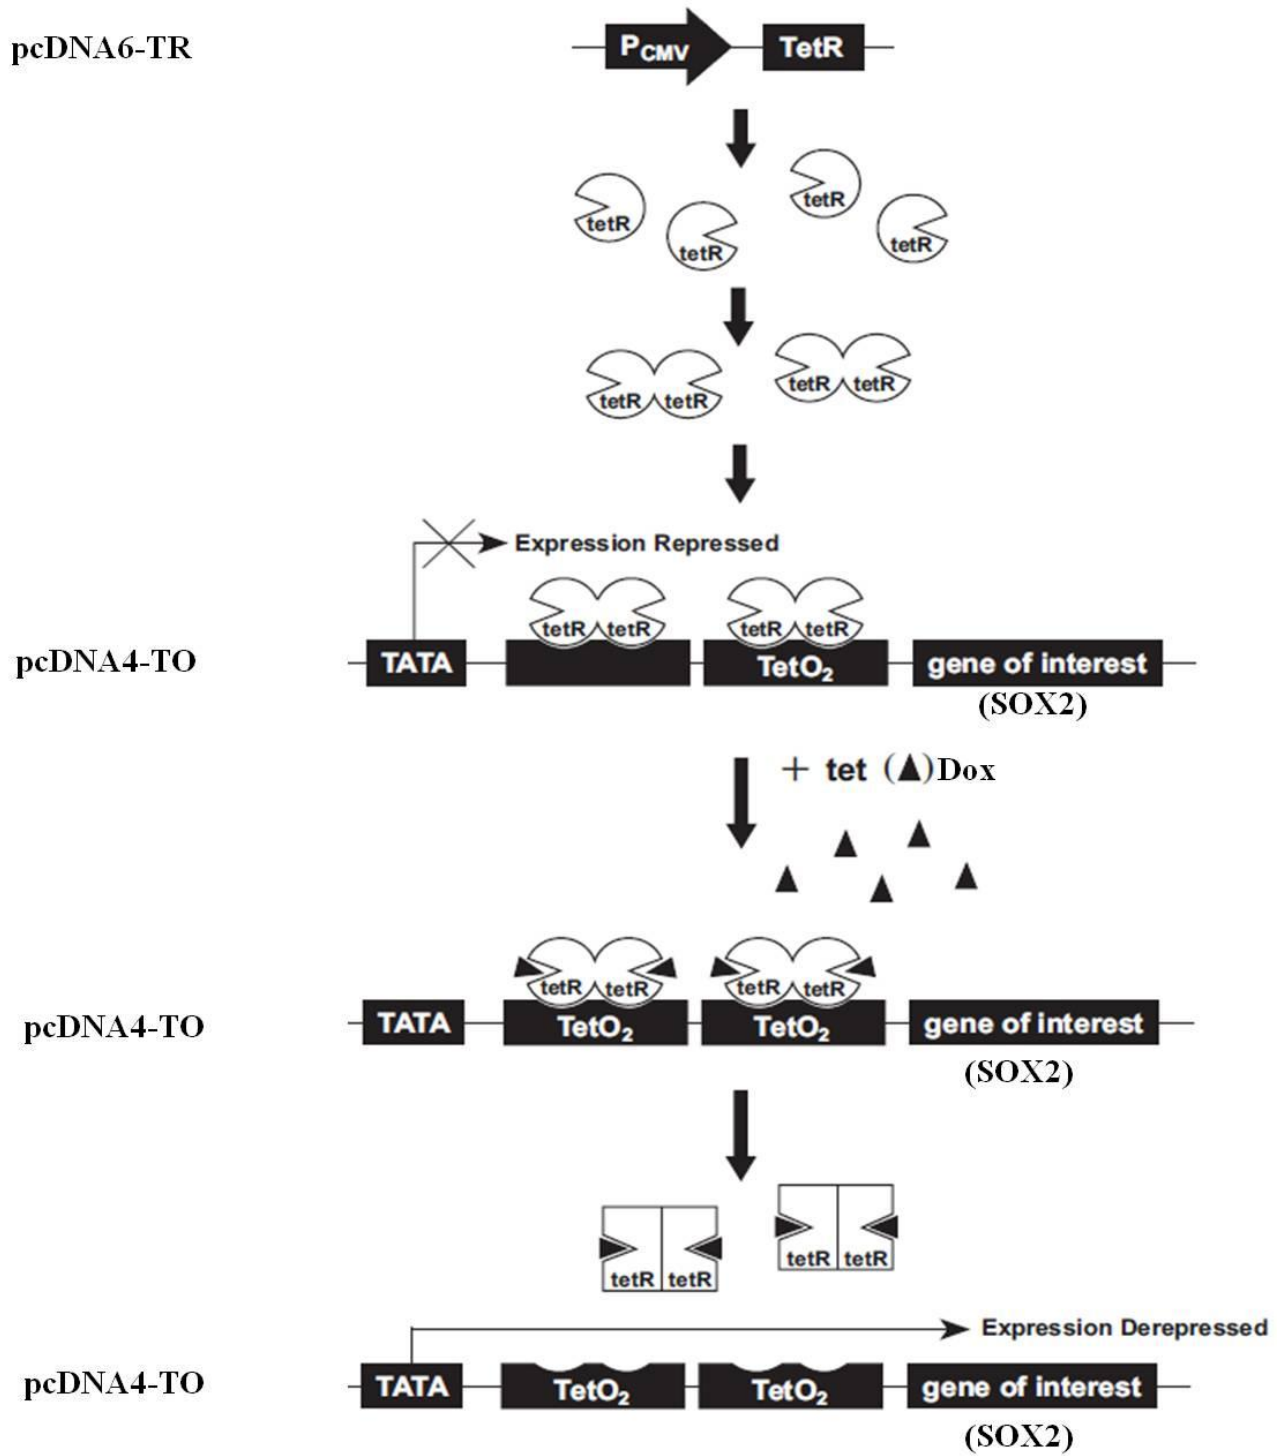 pcDNA6-TR
PCMV TetR
tetR tetR tetR tetR
tetR tetR tetR tetR
Expression Repressed
tetR tetR tetR tetR
pcDNA4-TO
TATA TetO2 gene of interest
(SOX2)
+ tet (▲) Dox
tetR tetR tetR tetR
pcDNA4-TO
TATA TetO2 TetO2 gene of interest
(SOX2)
tetR tetR tetR tetR
Expression Derepressed
pcDNA4-TO
TATA TetO2 TetO2 gene of interest
(SOX2)